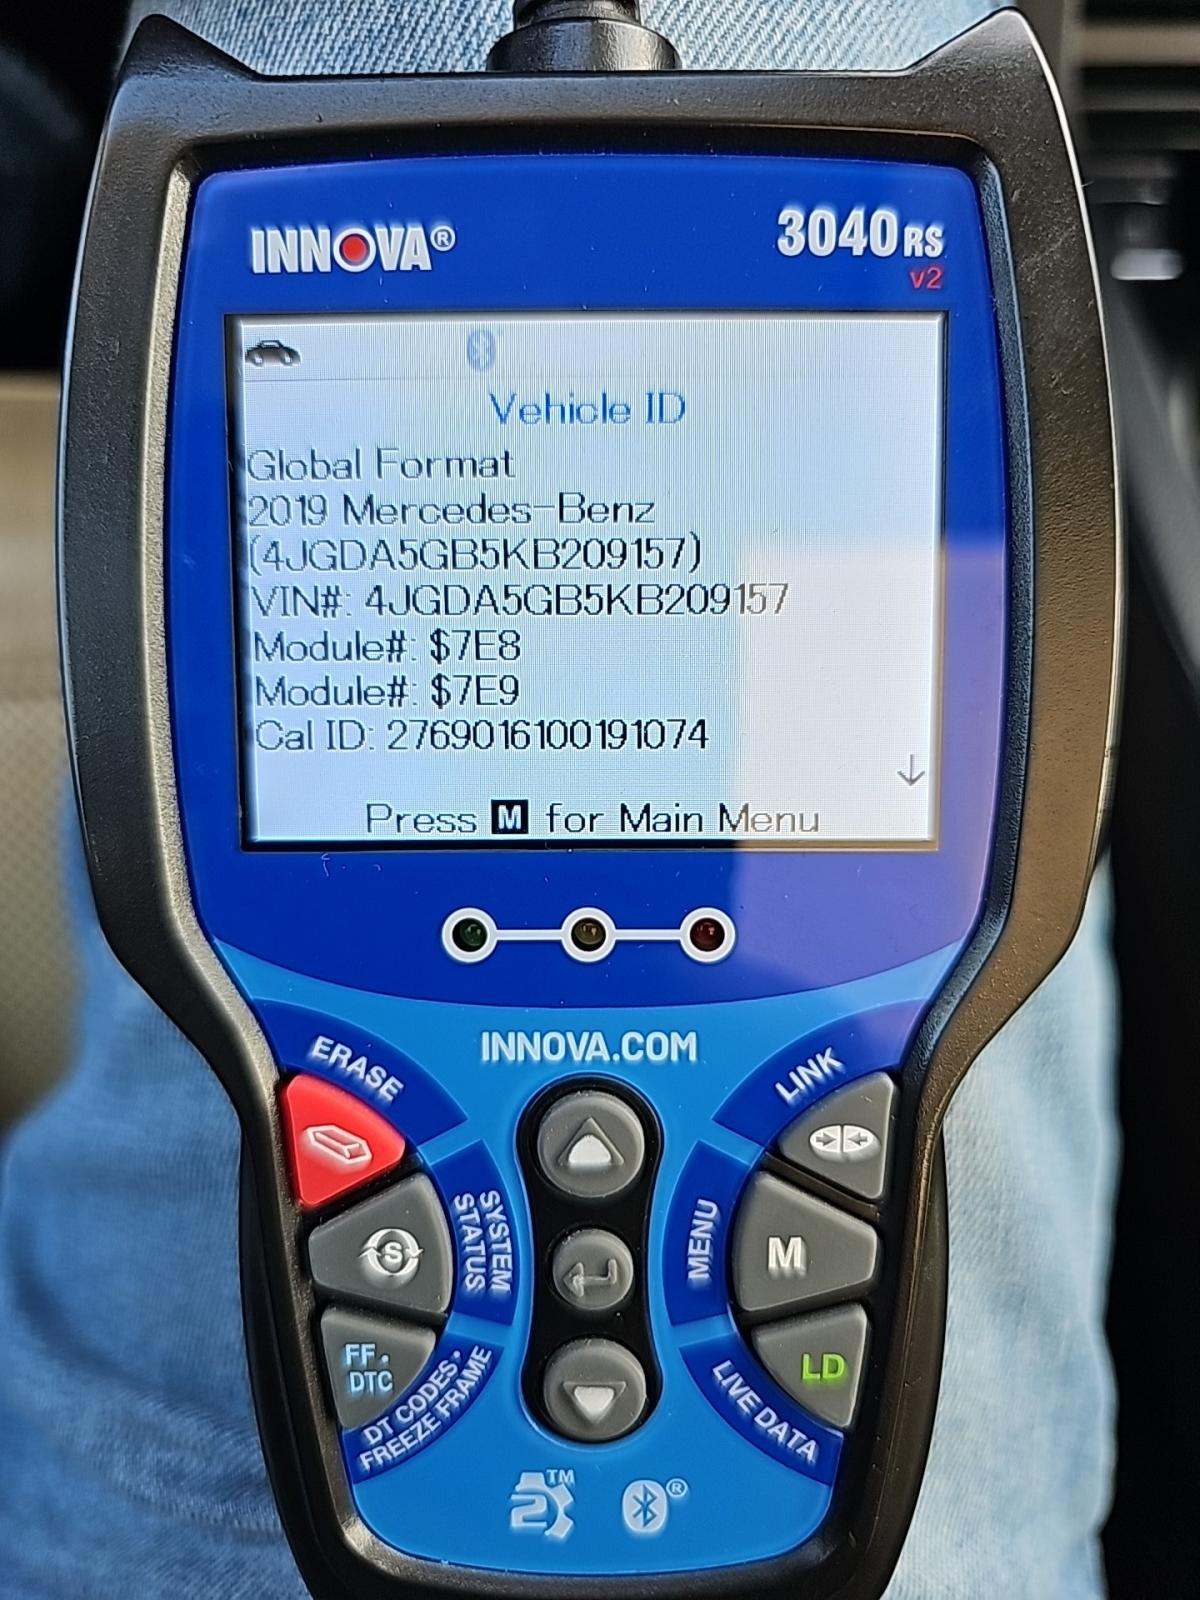 INNOVA®
3040RS
v2
Vehicle ID
Global Format
2019 Mercedes-Benz
(4JGDA5GB5KB209157)
VIN#: 4JGDA5GB5KB209157
Module#: $7E8
Module#: $7E9
Cal ID: 2769016100191074
Press M for Main Menu
INNOVA.COM
ERASE
LINK
S
SYSTEM
STATUS
MENU
M
FF.
DTC
DT CODES •
FREEZE FRAME
LIVE DATA
LD
2 TM
®